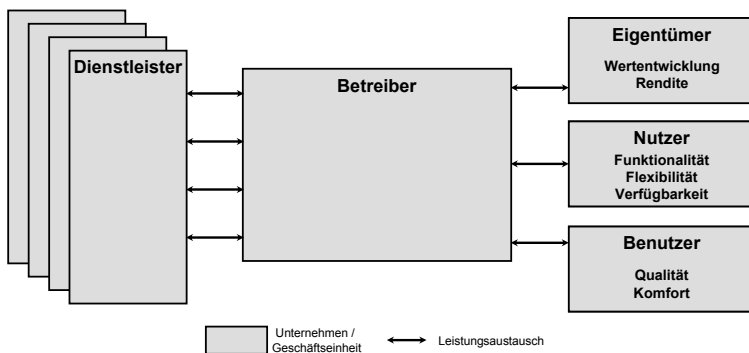 Dienstleister
Betreiber
Eigentümer
Wertentwicklung
Rendite
Nutzer
Funktionalität
Flexibilität
Verfügbarkeit
Benutzer
Qualität
Komfort
Unternehmen /
Geschäftseinheit
Leistungsaustausch